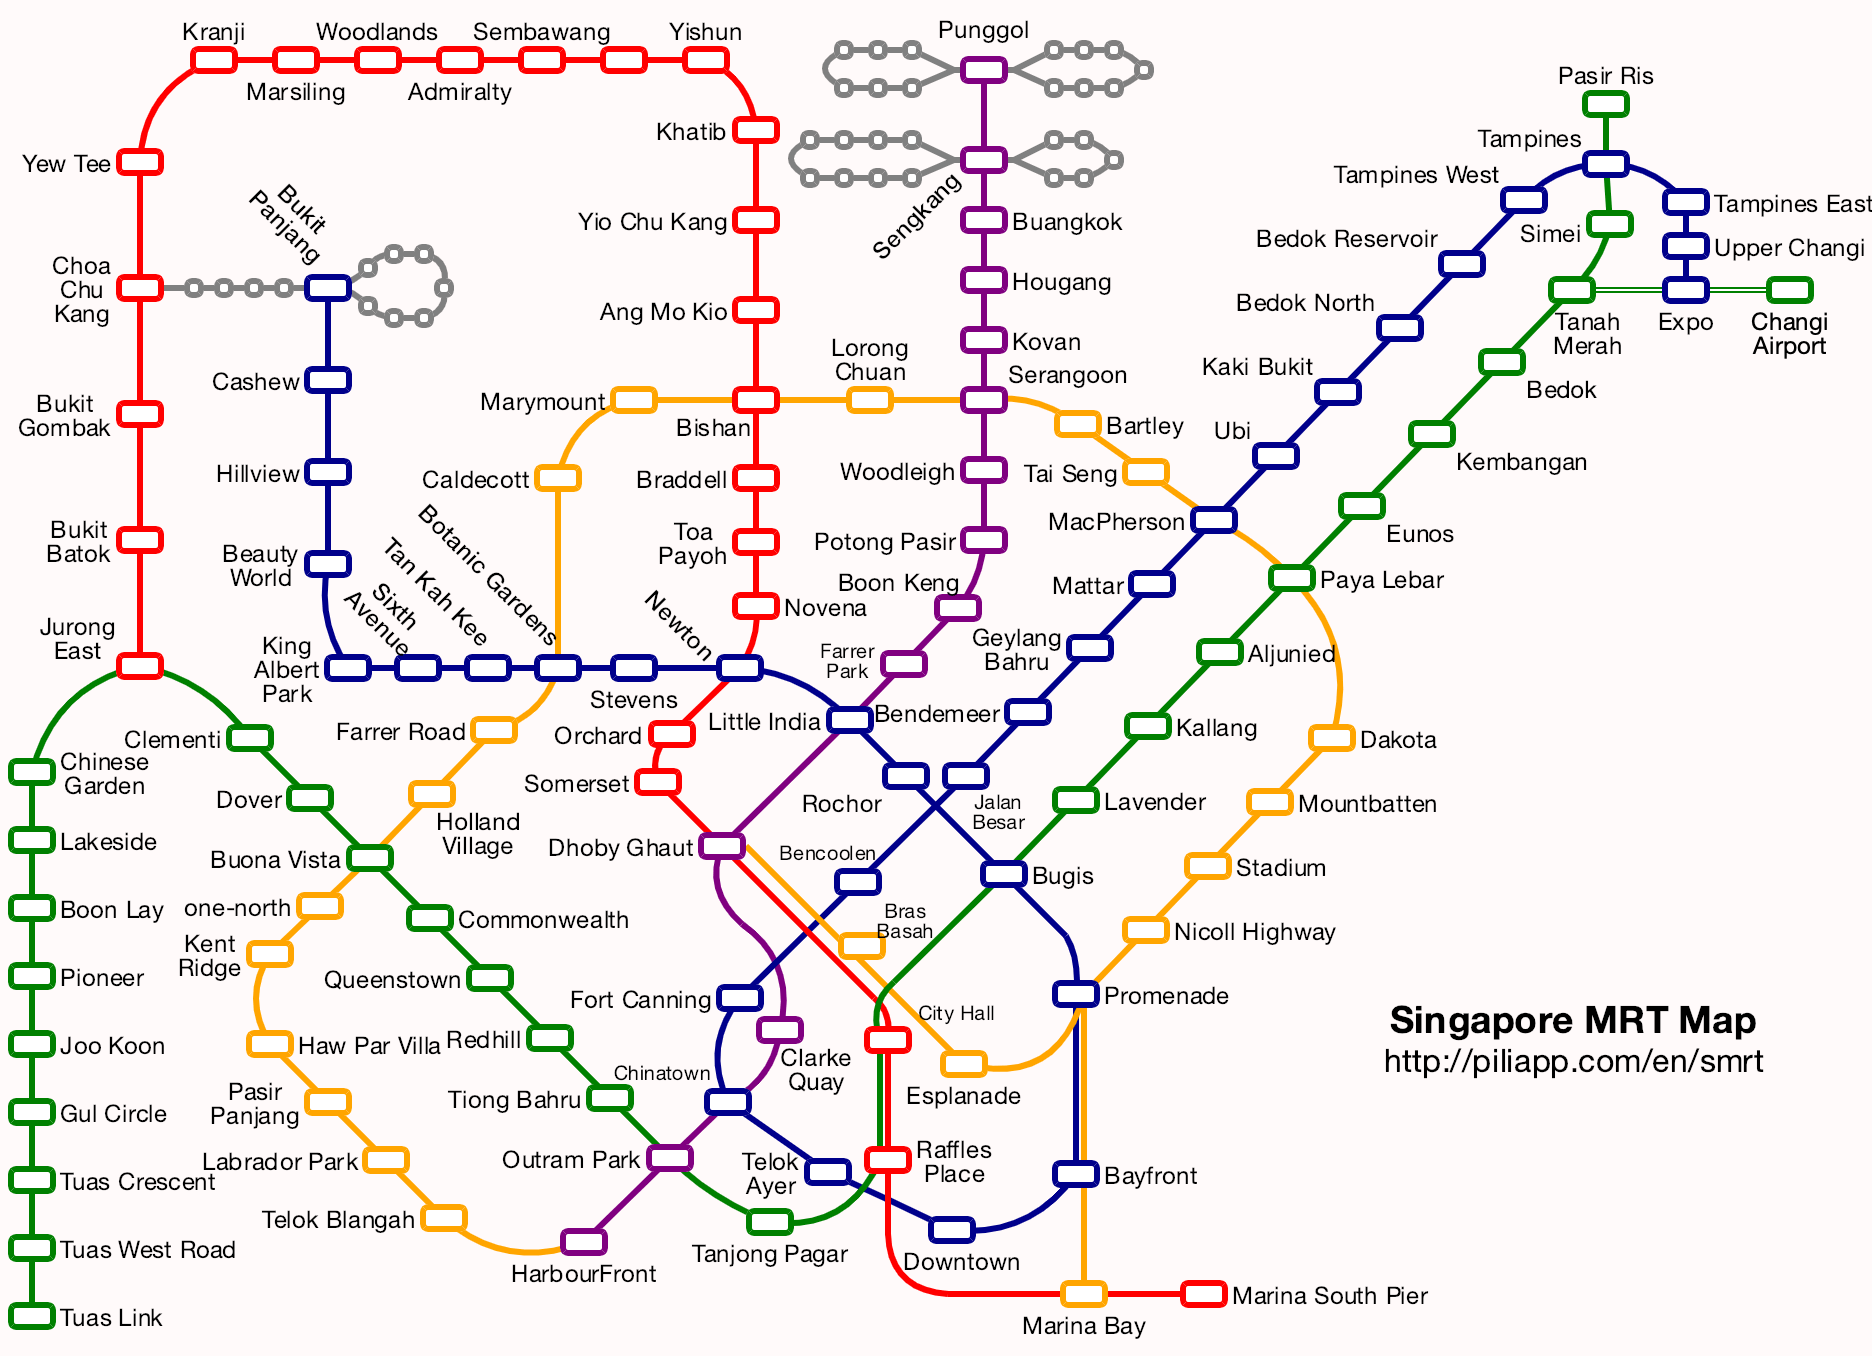 Kranji
Woodlands
Sembawang
Yishun
Punggol
Marsiling
Admiralty
Pasir Ris
Khatib
Tampines
Yew Tee
Tampines West
Bukit
Panjang
Sengkang
Tampines East
Yio Chu Kang
Buangkok
Simei
Bedok Reservoir
Upper Changi
Choa
Chu
Kang
Hougang
Bedok North
Ang Mo Kio
Tanah
Merah
Expo
Changi
Airport
Kovan
Lorong
Chuan
Serangoon
Kaki Bukit
Cashew
Bedok
Marymount
Bukit
Gombak
Bishan
Bartley
Ubi
Kembangan
Hillview
Caldecott
Braddell
Woodleigh
Tai Seng
MacPherson
Bukit
Batok
Toa
Payoh
Potong Pasir
Eunos
Beauty
World
Botanic Gardens
Tan Kah Kee
Sixth
Avenue
Boon Keng
Mattar
Paya Lebar
Newton
Novena
Jurong
East
King
Albert
Park
Farrer
Park
Geylang
Bahru
Aljunied
Stevens
Farrer Road
Orchard
Little India
Bendemeer
Kallang
Dakota
Clementi
Chinese
Garden
Somerset
Dover
Holland
Village
Rochor
Jalan
Besar
Lavender
Mountbatten
Lakeside
Buona Vista
Dhoby Ghaut
Bencoolen
Bugis
Stadium
Boon Lay
one-north
Commonwealth
Bras
Basah
Nicoll Highway
Kent
Ridge
Pioneer
Queenstown
Fort Canning
Promenade
City Hall
Singapore MRT Map
http://piliapp.com/en/smrt
Joo Koon
Haw Par Villa
Redhill
Clarke
Quay
Chinatown
Esplanade
Pasir
Panjang
Gul Circle
Tiong Bahru
Labrador Park
Outram Park
Telok
Ayer
Raffles
Place
Bayfront
Tuas Crescent
Telok Blangah
Tuas West Road
HarbourFront
Tanjong Pagar
Downtown
Tuas Link
Marina Bay
Marina South Pier